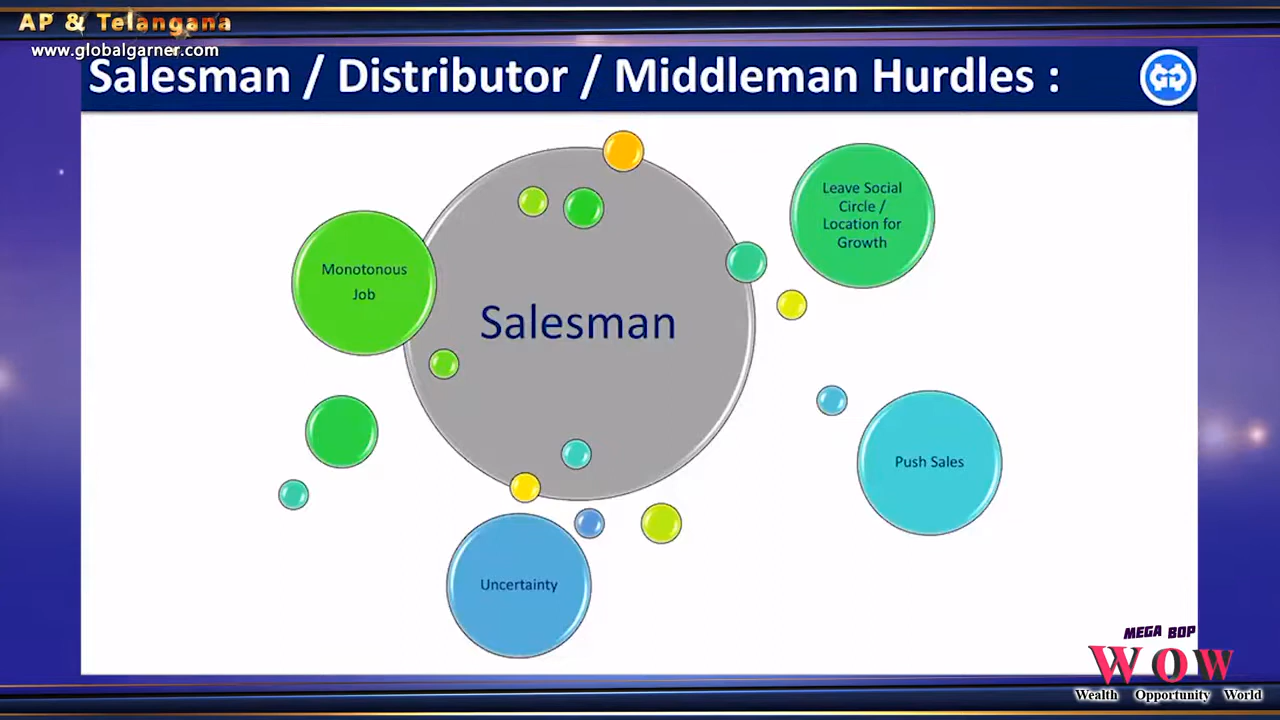 AP & Telangana
www.globalgarner.com
Salesman / Distributor / Middleman Hurdles :
GG
Leave Social
Circle /
Location for
Growth
Monotonous
Job
Salesman
Push Sales
Uncertainty
MEGA BOP
WOW
Wealth Opportunity World